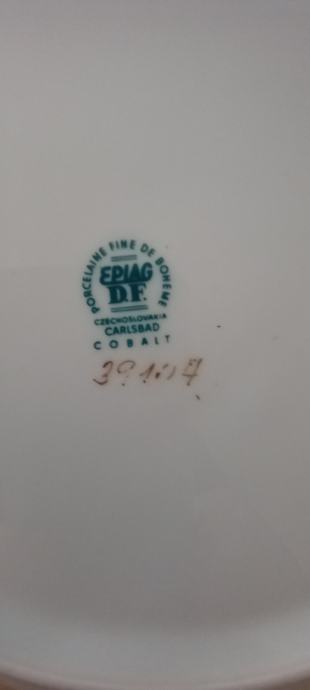 PORCELAINE FINE DE BOHEME
EPIAG
D.F.
CZECHOSLOVAKIA
CARLSBAD
COBALT